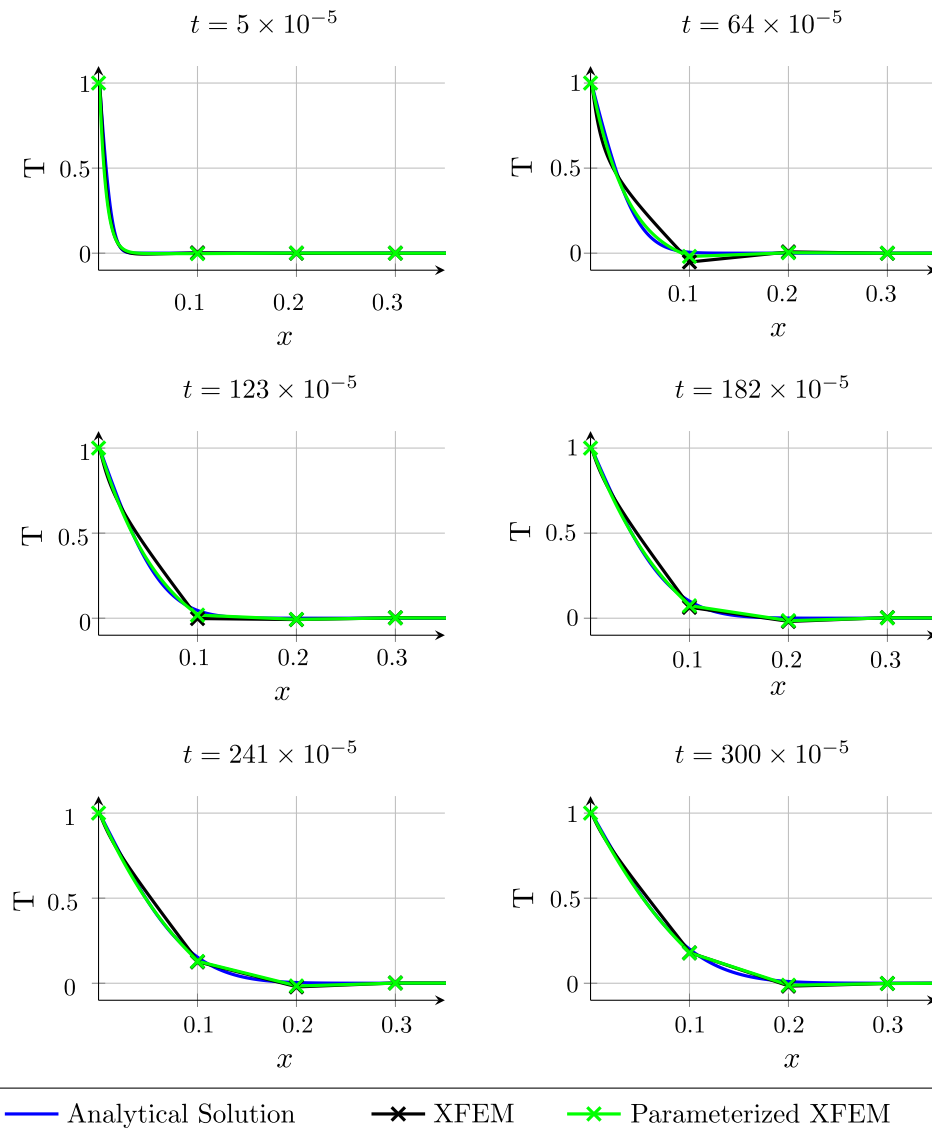 t = 5 × 10⁻⁵
t = 64 × 10⁻⁵
1
0.5
0
T
0.1
0.2
0.3
x
1
0.5
0
T
0.1
0.2
0.3
x
t = 123 × 10⁻⁵
t = 182 × 10⁻⁵
1
0.5
0
T
0.1
0.2
0.3
x
1
0.5
0
T
0.1
0.2
0.3
x
t = 241 × 10⁻⁵
t = 300 × 10⁻⁵
1
0.5
0
T
0.1
0.2
0.3
x
1
0.5
0
T
0.1
0.2
0.3
x
Analytical Solution
XFEM
Parameterized XFEM